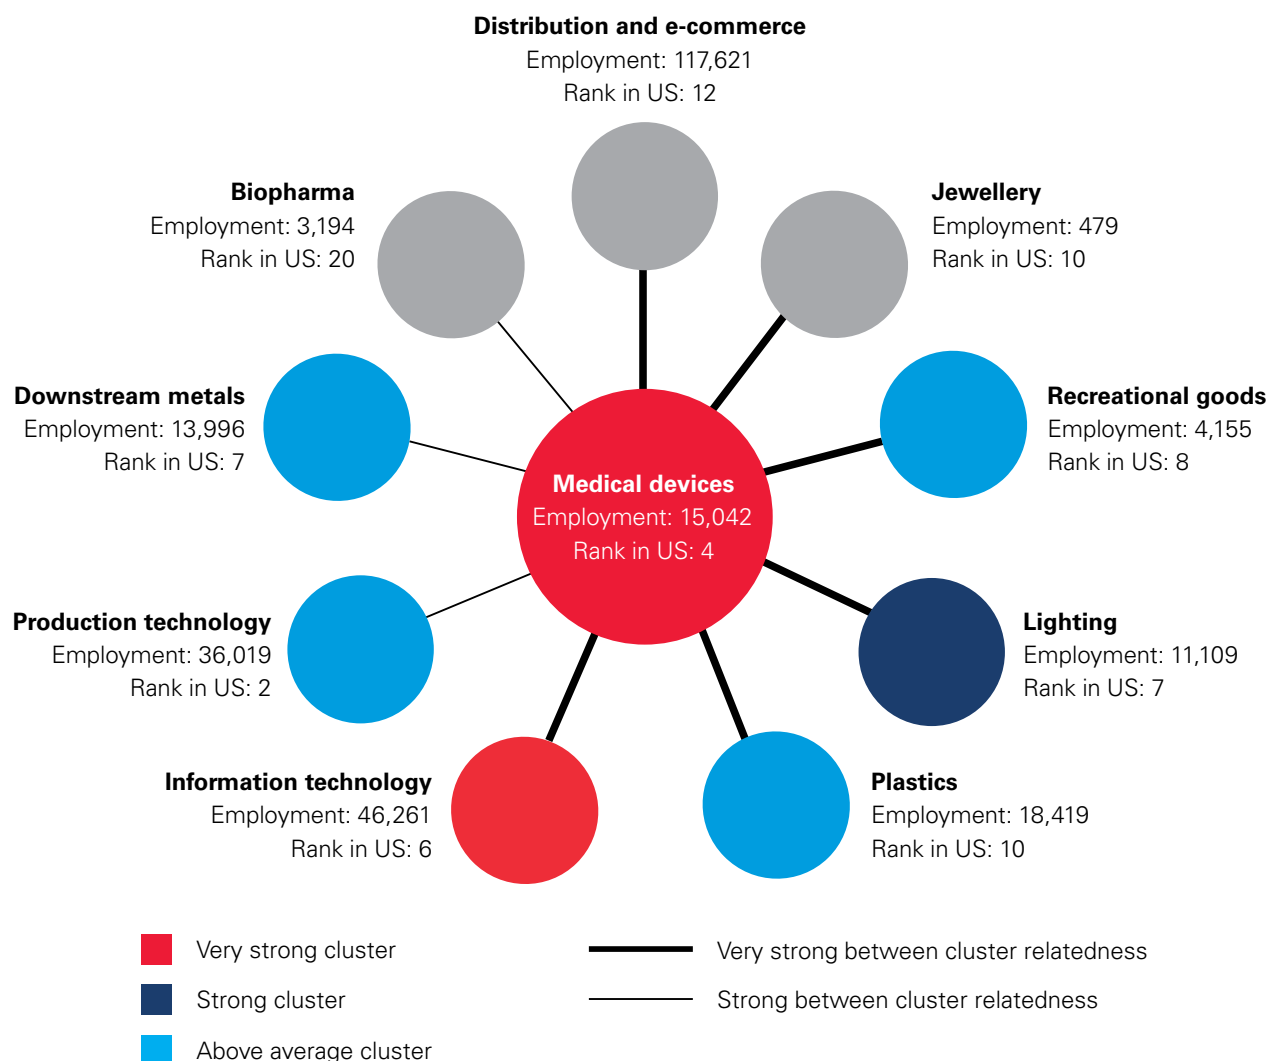 Distribution and e-commerce
Employment: 117,621
Rank in US: 12
Biopharma
Employment: 3,194
Rank in US: 20
Jewellery
Employment: 479
Rank in US: 10
Downstream metals
Employment: 13,996
Rank in US: 7
Recreational goods
Employment: 4,155
Rank in US: 8
Medical devices
Employment: 15,042
Rank in US: 4
Production technology
Employment: 36,019
Rank in US: 2
Lighting
Employment: 11,109
Rank in US: 7
Information technology
Employment: 46,261
Rank in US: 6
Plastics
Employment: 18,419
Rank in US: 10
Very strong cluster
Strong cluster
Above average cluster
Very strong between cluster relatedness
Strong between cluster relatedness